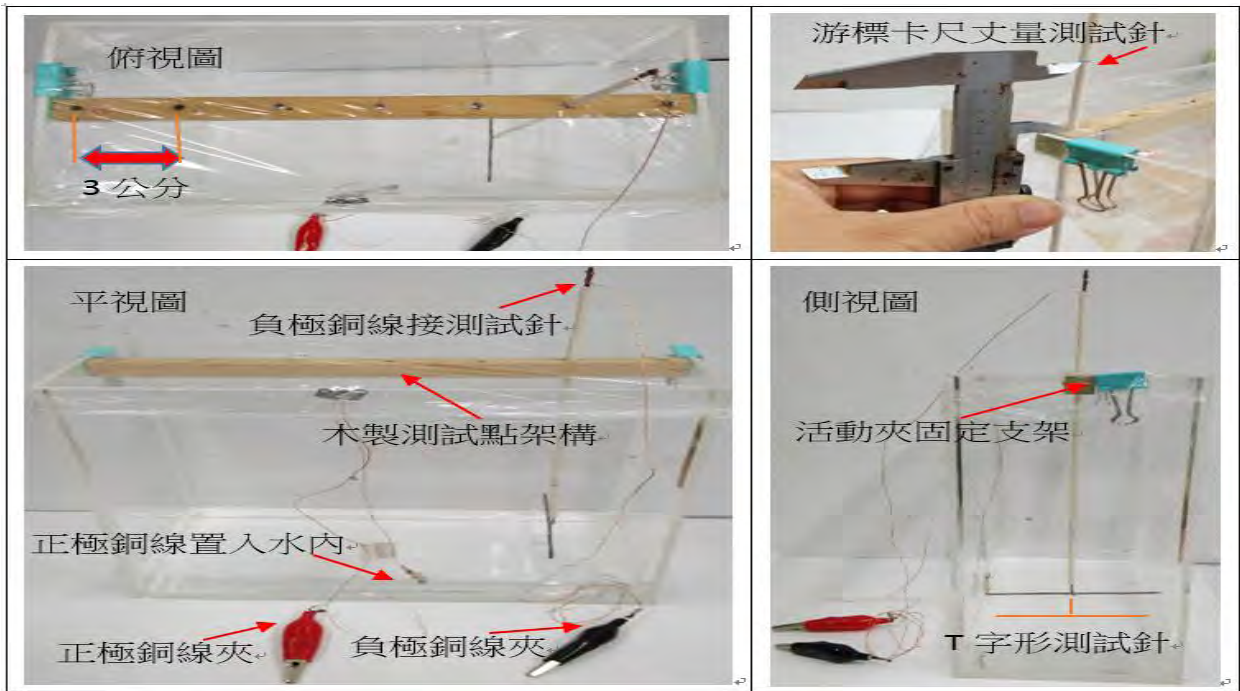 俯視圖
3 公分
游標卡尺丈量測試針
平視圖
負極銅線接測試針
木製測試點架構
正極銅線置入水內
正極銅線夾
負極銅線夾
側視圖
活動夾固定支架
T 字形測試針